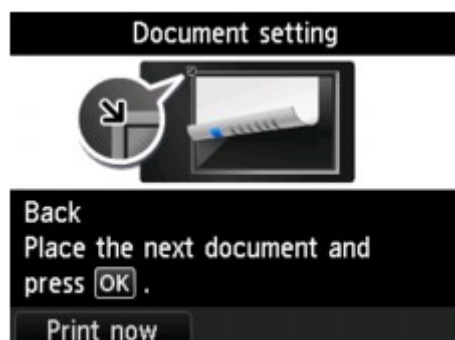 Document setting
Back
Place the next document and
press OK .
Print now